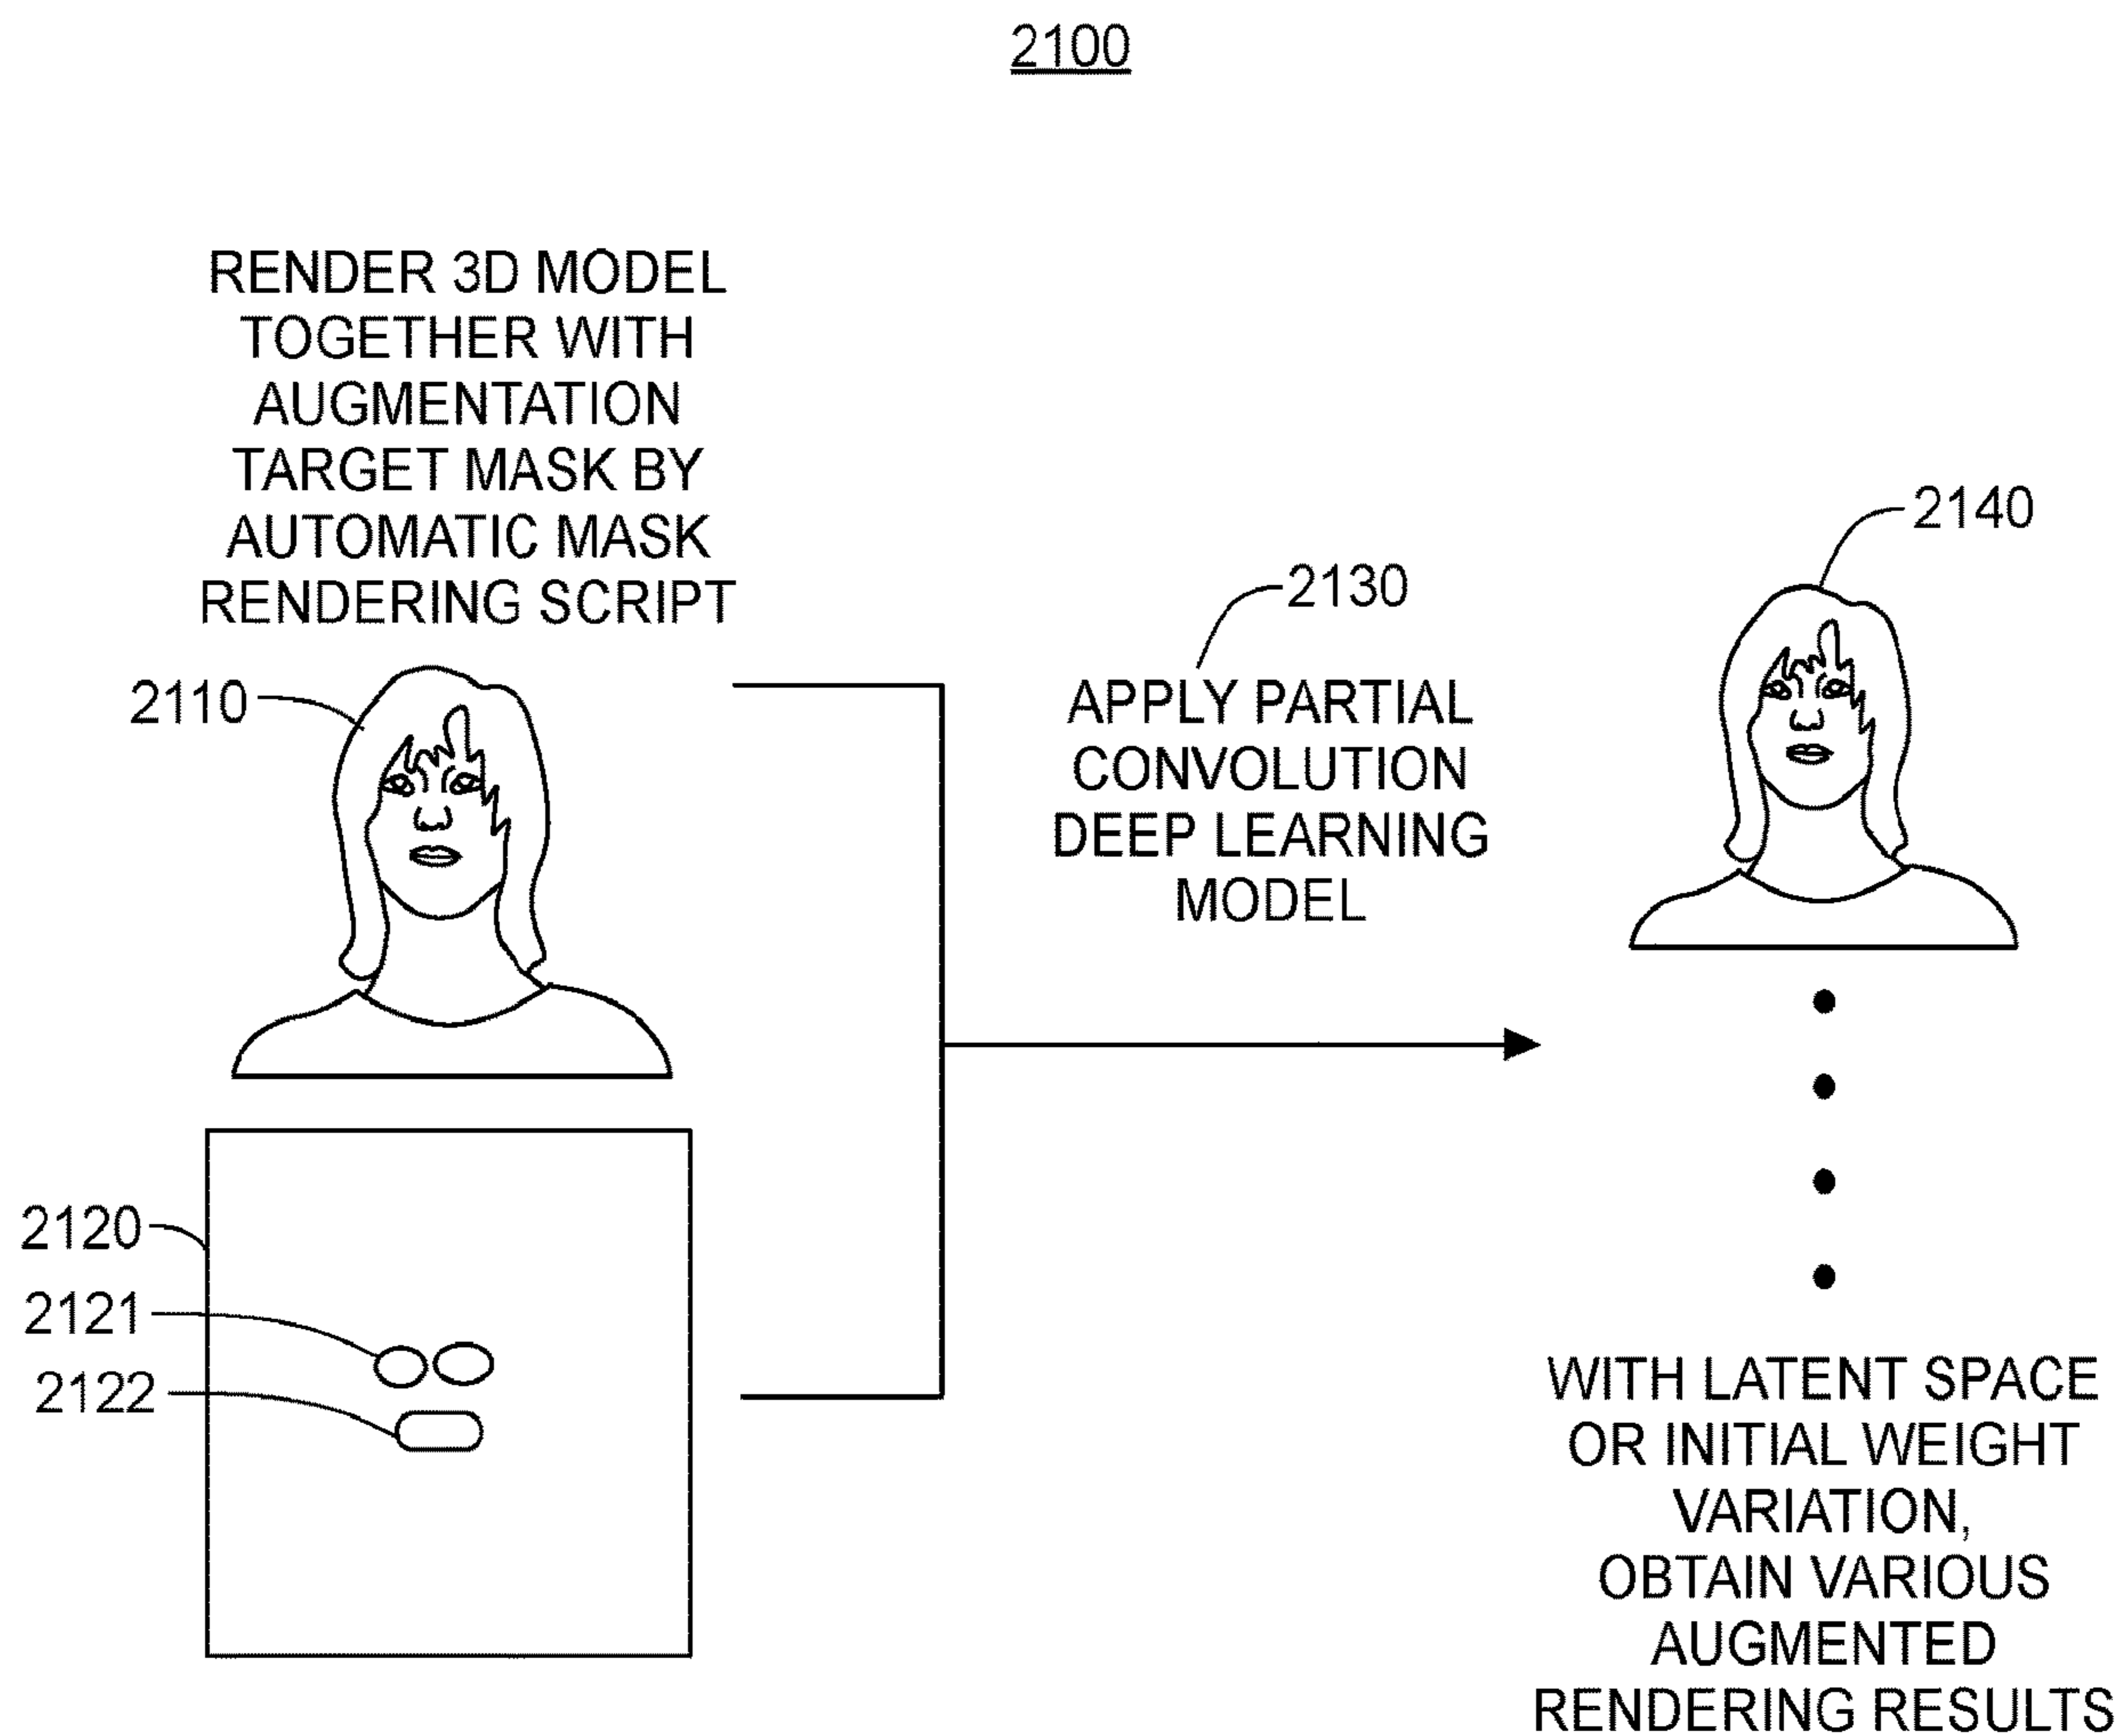 2100
RENDER 3D MODEL
TOGETHER WITH
AUGMENTATION
TARGET MASK BY
AUTOMATIC MASK
RENDERING SCRIPT
2110
2120
2121
2122
2130
APPLY PARTIAL
CONVOLUTION
DEEP LEARNING
MODEL
2140
WITH LATENT SPACE
OR INITIAL WEIGHT
VARIATION,
OBTAIN VARIOUS
AUGMENTED
RENDERING RESULTS